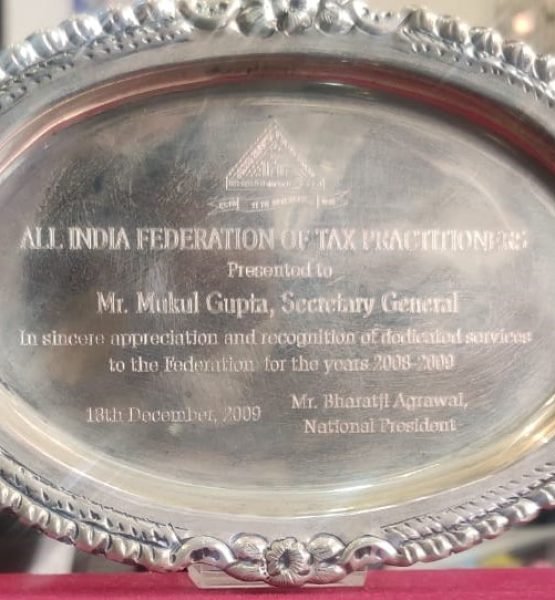 ALL INDIA FEDERATION OF TAX PRACTITIONERS
Presented to
Mr. Mukul Gupta, Secretary General
In sincere appreciation and recognition of dedicated services
to the Federation for the years 2008-2009
18th December, 2009
Mr. Bharatji Agrawal,
National President